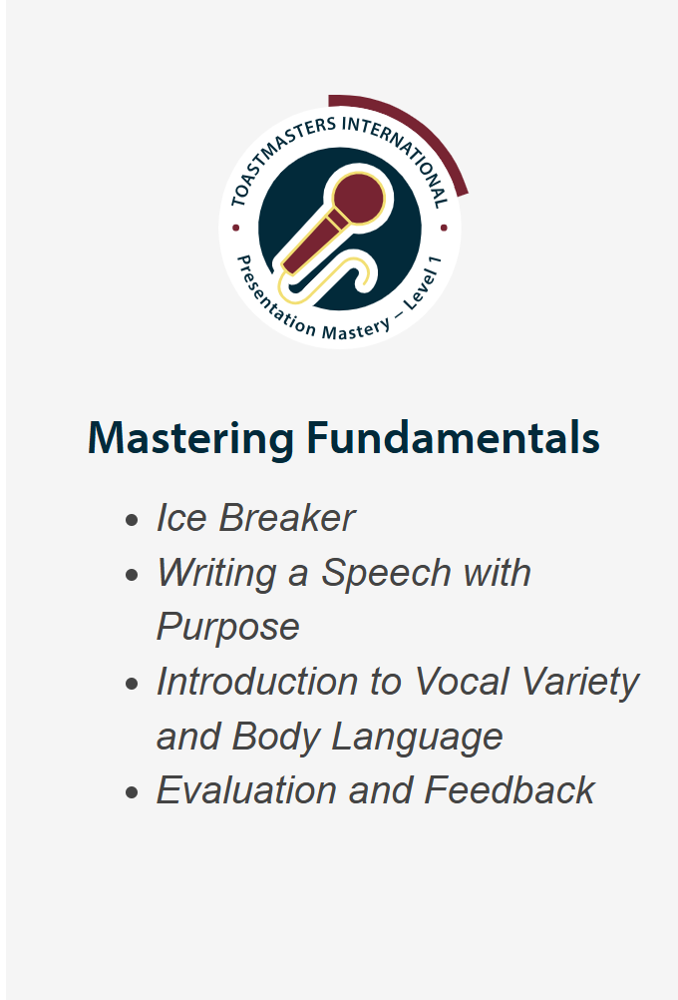 TOASTMASTERS INTERNATIONAL
Presentation Mastery – Level 1
Mastering Fundamentals
• Ice Breaker
• Writing a Speech with
Purpose
• Introduction to Vocal Variety
and Body Language
• Evaluation and Feedback